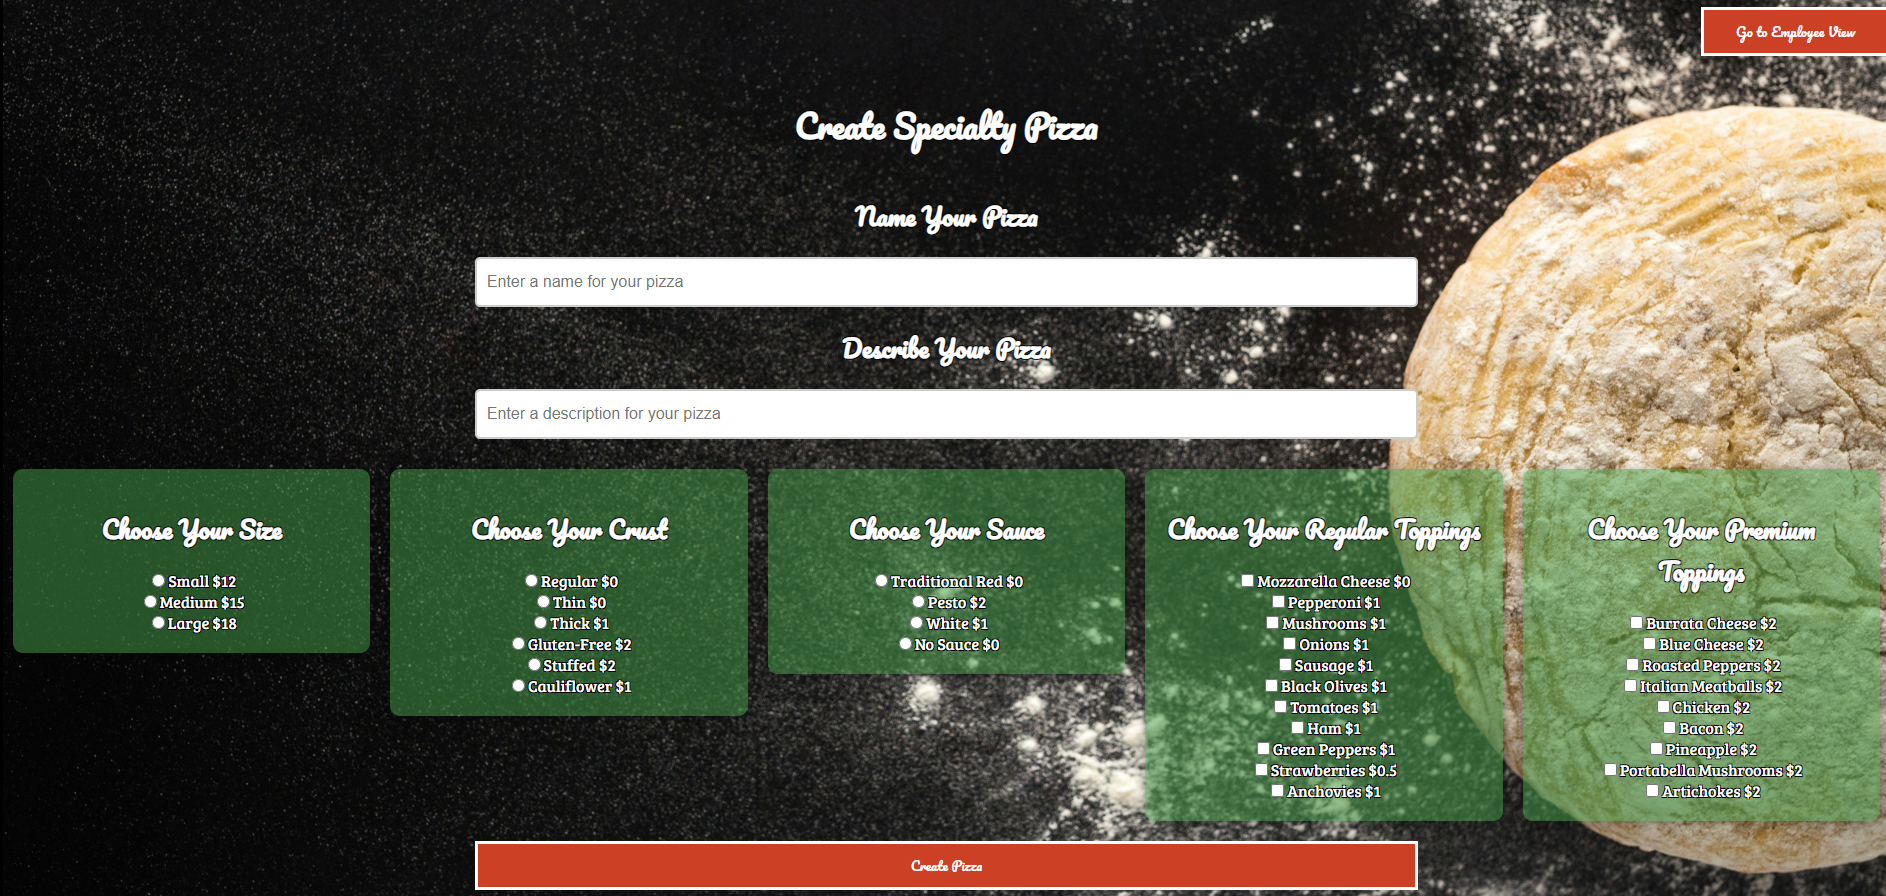 Go to Employee View
Create Specialty Pizza
Name Your Pizza
Enter a name for your pizza
Describe Your Pizza
Enter a description for your pizza
Choose Your Size
Small $12
Medium $15
Large $18
Choose Your Crust
Regular $0
Thin $0
Thick $1
Gluten-Free $2
Stuffed $2
Cauliflower $1
Choose Your Sauce
Traditional Red $0
Pesto $2
White $1
No Sauce $0
Choose Your Regular Toppings
Mozzarella Cheese $0
Pepperoni $1
Mushrooms $1
Onions $1
Sausage $1
Black Olives $1
Tomatoes $1
Ham $1
Green Peppers $1
Strawberries $0.5
Anchovies $1
Choose Your Premium
Toppings
Burrata Cheese $2
Blue Cheese $2
Roasted Peppers $2
Italian Meatballs $2
Chicken $2
Bacon $2
Pineapple $2
Portabella Mushrooms $2
Artichokes $2
Create Pizza